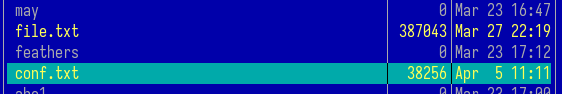 may 0 Mar 23 16:47
file.txt 387043 Mar 27 22:19
feathers 0 Mar 23 17:12
conf.txt 38256 Apr 5 11:11